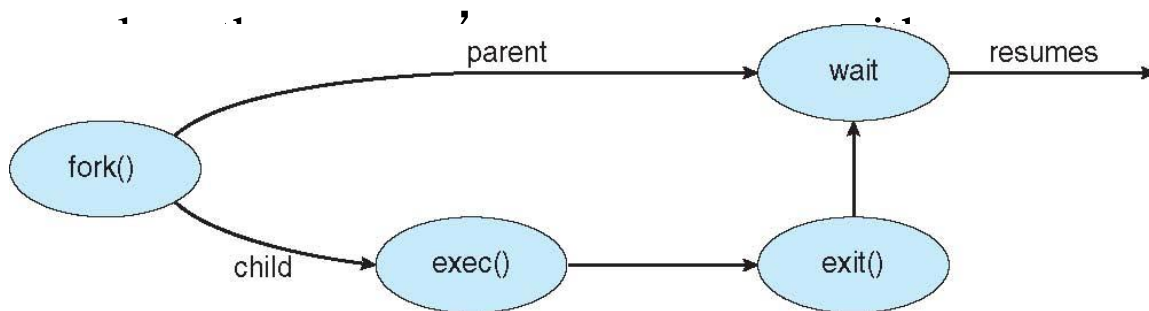 parent
wait
resumes
fork()
child
exec()
exit()